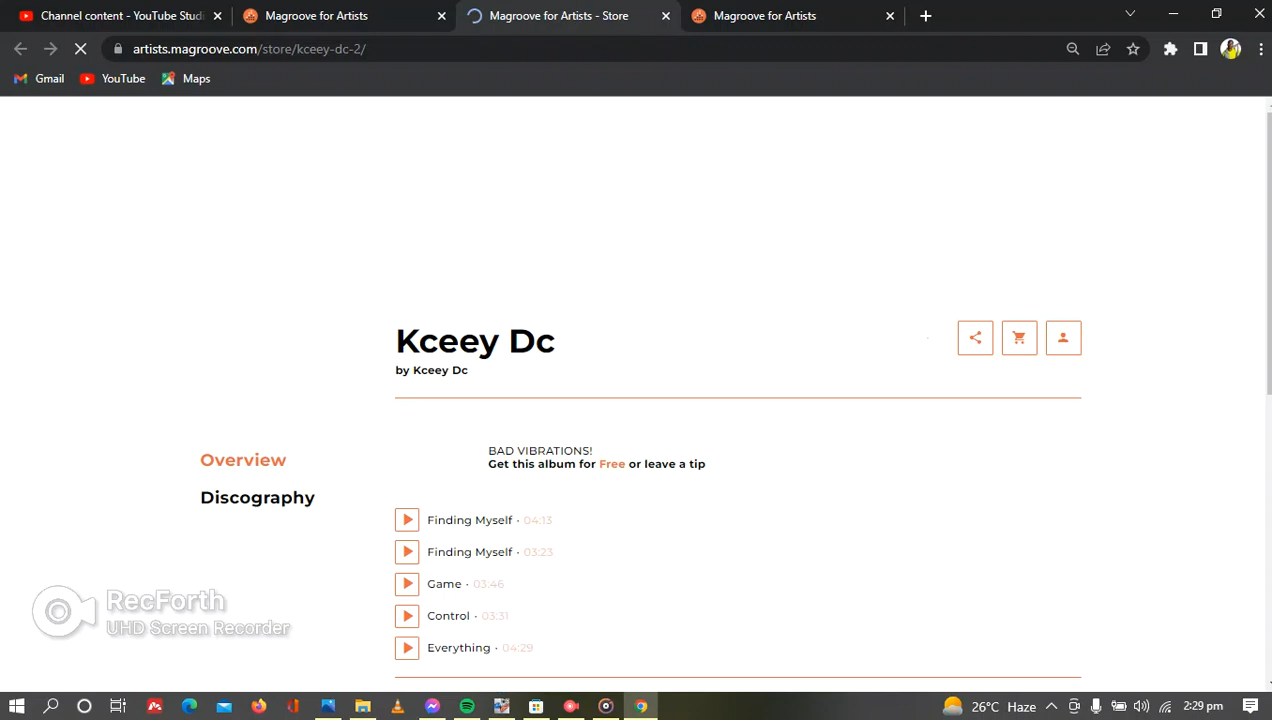 Channel content - YouTube Studi
Magroove for Artists
Magroove for Artists - Store
Magroove for Artists
artists.magroove.com/store/kceey-dc-2/
Gmail
YouTube
Maps
Kceey Dc
by Kceey Dc
Overview
Discography
BAD VIBRATIONS!
Get this album for Free or leave a tip
Finding Myself · 04:13
Finding Myself · 03:23
Game · 03:46
Control · 03:31
Everything · 04:29
RecForth
UHD Screen Recorder
26°C Haze
2:29 pm